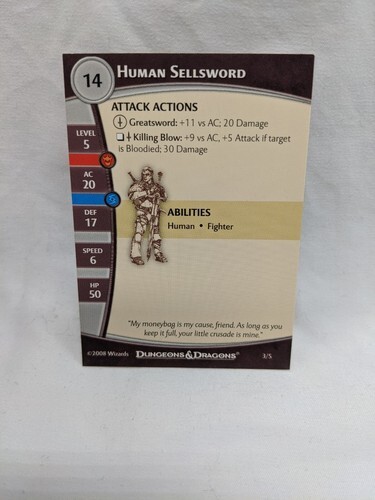 14
HUMAN SELLSWORD
ATTACK ACTIONS
Greatsword: +11 vs AC; 20 Damage
Killing Blow: +9 vs AC, +5 Attack if target
is Bloodied; 30 Damage
LEVEL
5
AC
20
DEF
17
SPEED
6
HP
50
ABILITIES
Human • Fighter
"My moneybag is my cause, friend. As long as you
keep it full, your little crusade is mine."
©2008 Wizards
DUNGEONS & DRAGONS®
3/5